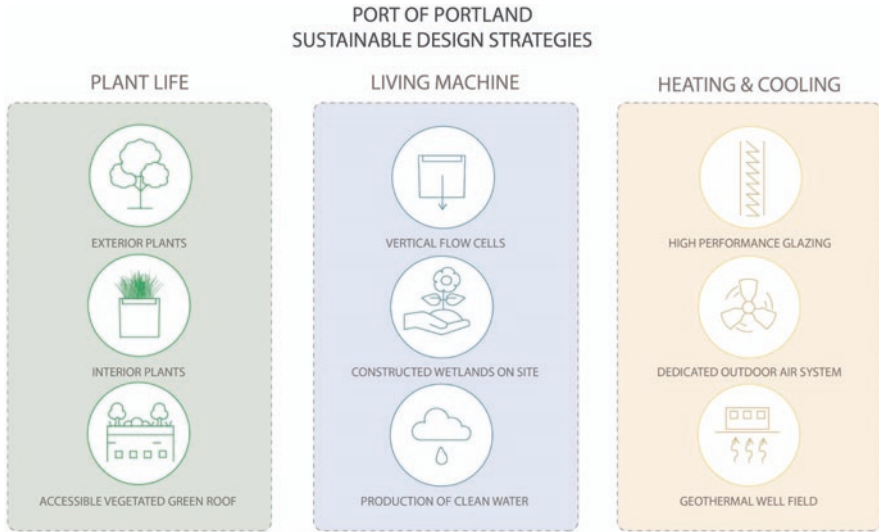 PORT OF PORTLAND
SUSTAINABLE DESIGN STRATEGIES
PLANT LIFE
EXTERIOR PLANTS
INTERIOR PLANTS
ACCESSIBLE VEGETATED GREEN ROOF
LIVING MACHINE
VERTICAL FLOW CELLS
CONSTRUCTED WETLANDS ON SITE
PRODUCTION OF CLEAN WATER
HEATING & COOLING
HIGH PERFORMANCE GLAZING
DEDICATED OUTDOOR AIR SYSTEM
GEOTHERMAL WELL FIELD